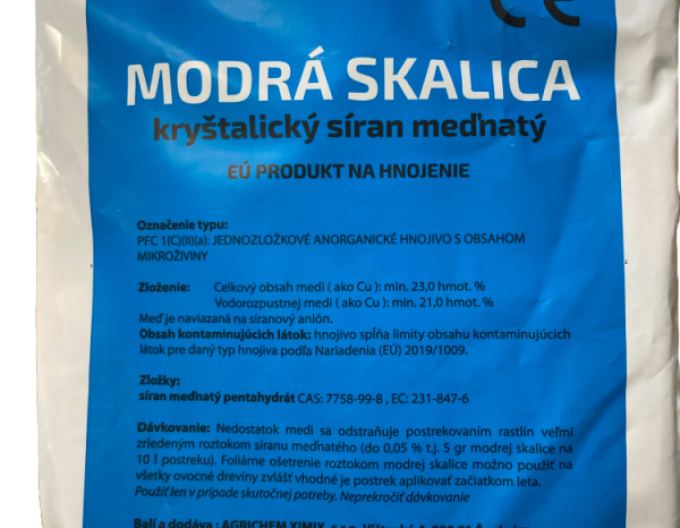 CE
MODRÁ SKALICA
kryštalický síran meďnatý
EÚ PRODUKT NA HNOJENIE
Označenie typu:
PFC 1(C)(II)(a): JEDNOZLOŽKOVÉ ANORGANICKÉ HNOJIVO S OBSAHOM
MIKROŽIVINY
Zloženie: Celkový obsah medi ( ako Cu ): min. 23,0 hmot. %
Vodorozpustnej medi ( ako Cu ): min. 21,0 hmot. %
Meď je naviazaná na síranový anión.
Obsah kontaminujúcich látok: hnojivo spĺňa limity obsahu kontaminujúcich
látok pre daný typ hnojiva podľa Nariadenia (EÚ) 2019/1009.
Zložky:
síran meďnatý pentahydrát CAS: 7758-99-8 , EC: 231-847-6
Dávkovanie: Nedostatok medi sa odstraňuje postrekovaním rastlín veľmi
zriedeným roztokom síranu meďnatého (do 0,05 % t.j. 5 gr modrej skalice na
10 l postreku). Foliárne ošetrenie roztokom modrej skalice možno použiť na
všetky ovocné dreviny zvlášť vhodné je postrek aplikovať začiatkom leta.
Použiť len v prípade skutočnej potreby. Neprekročiť dávkovanie
Balí a dodáva : AGRICHEM XIMIX